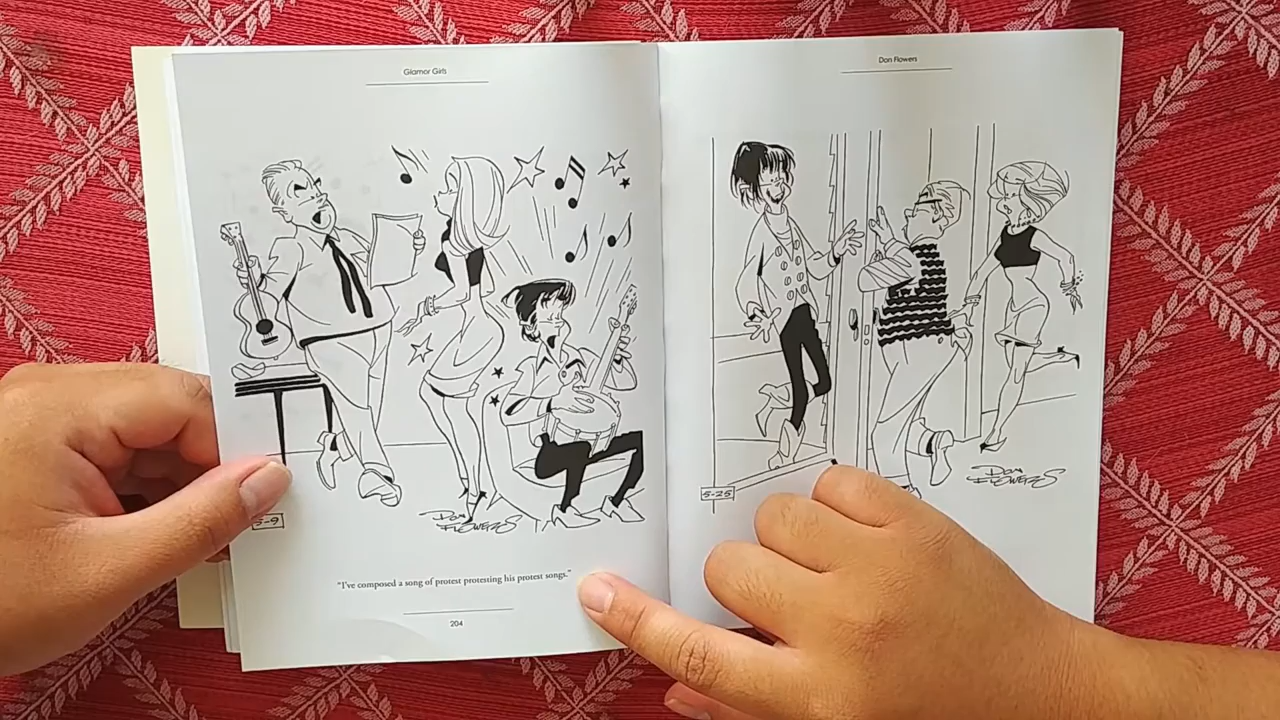 Glamor Girls
5-9
Don
Flowers
"I've composed a song of protest protesting his protest songs."
204
Don Flowers
5-25
Don
Flowers